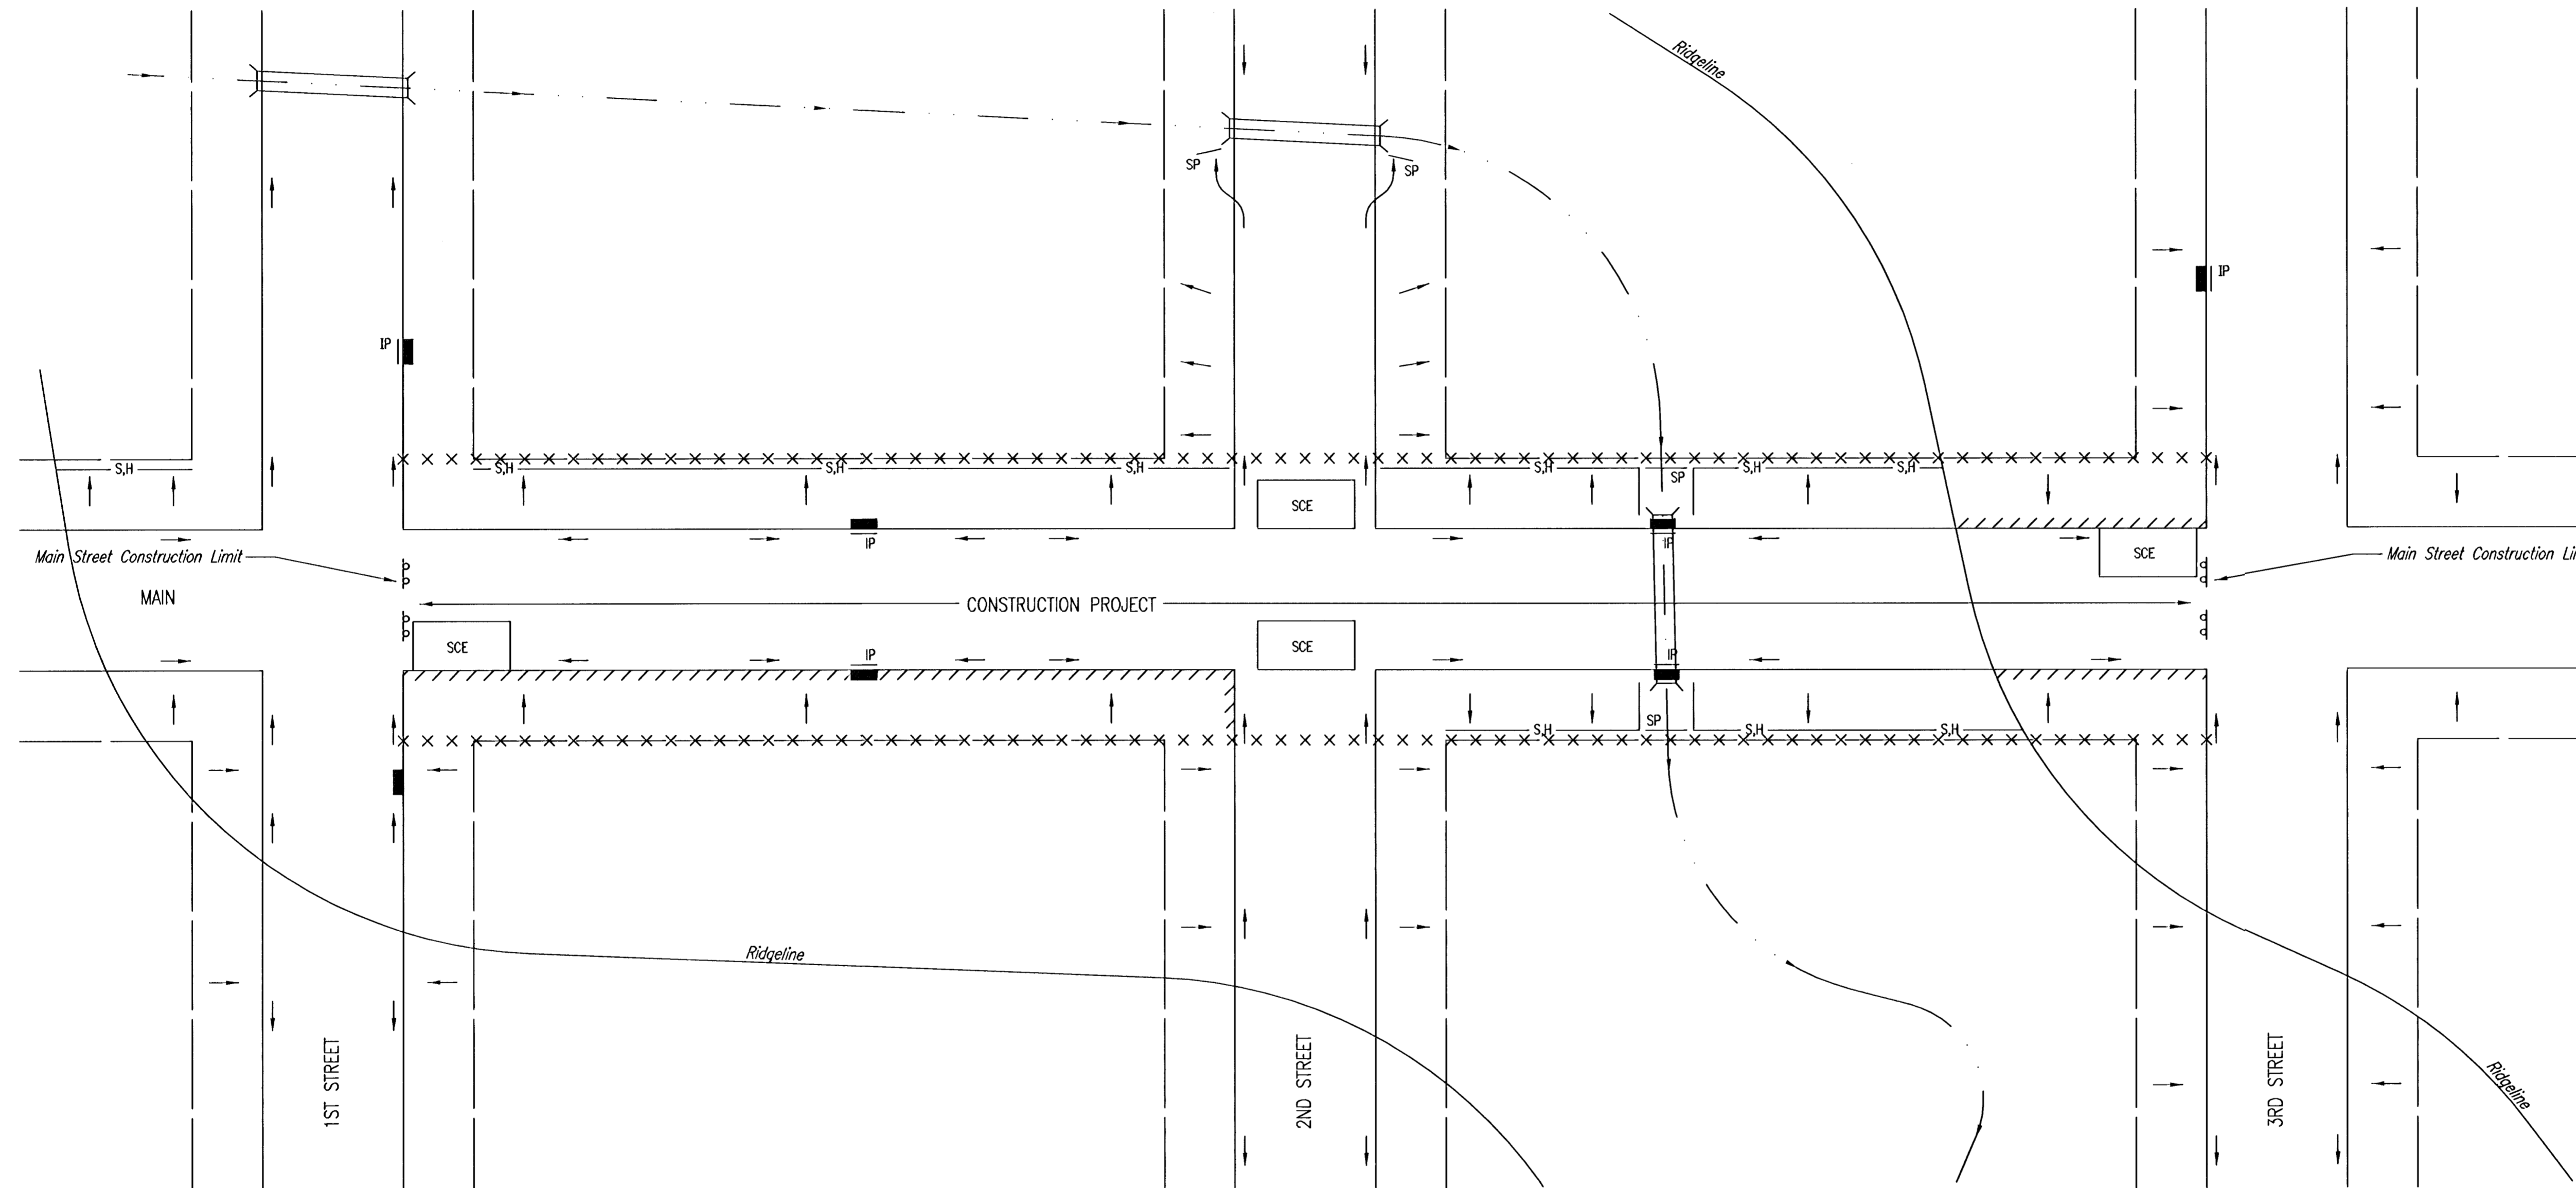 Ridgeline
SP
SP
IP
IP
S,H
S,H
S,H
S,H
S,H
S,H
S,H
SP
SCE
IP
IP
SCE
Main Street Construction Limit
Main Street Construction Li
MAIN
CONSTRUCTION PROJECT
SCE
SCE
IP
IP
SP
S,H
S,H
S,H
Ridgeline
1ST STREET
2ND STREET
3RD STREET
Ridgeline